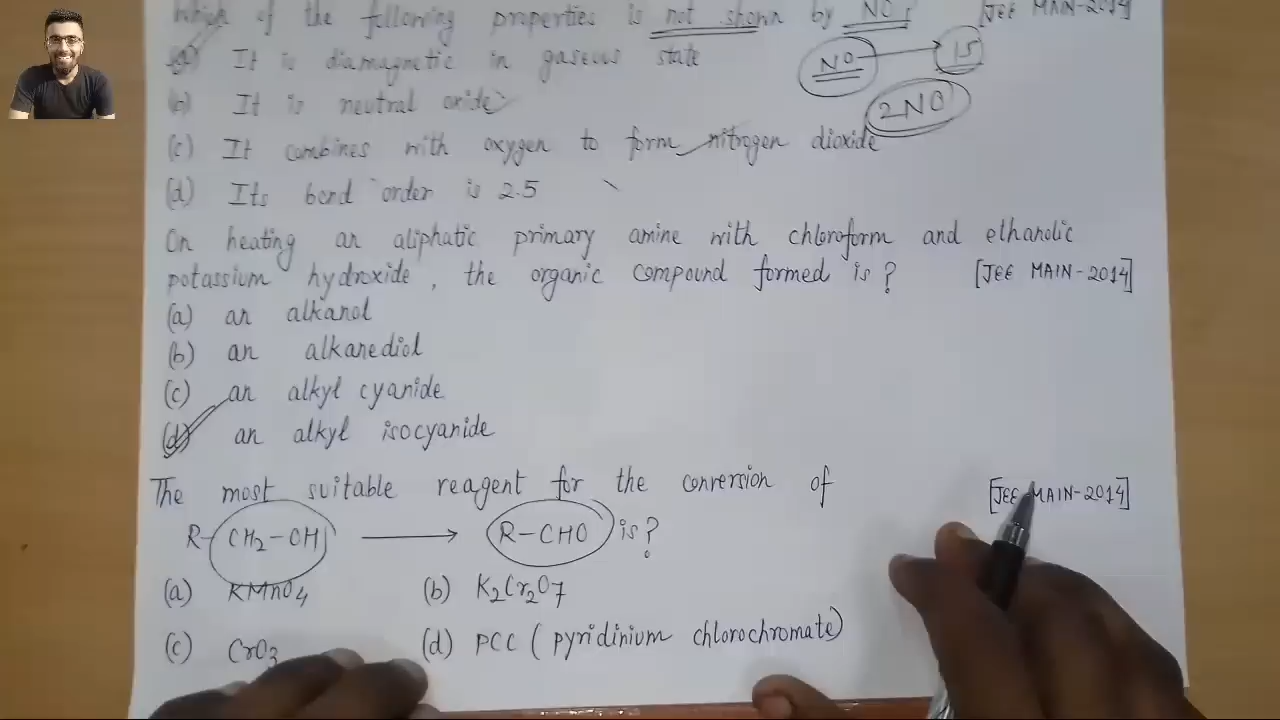 Which of the following properties is not shown by NO? [JEE MAIN-2014]
(a) It is diamagnetic in gaseous state
NO → 15
(b) It is neutral oxide
2NO
(c) It combines with oxygen to form nitrogen dioxide
(d) Its bond order is 2.5
On heating an aliphatic primary amine with chloroform and ethanolic
potassium hydroxide, the organic compound formed is? [JEE MAIN-2014]
(a) an alkanol
(b) an alkanediol
(c) an alkyl cyanide
(d) an alkyl isocyanide
The most suitable reagent for the conversion of [JEE MAIN-2014]
R-CH2-OH → R-CHO is?
(a) KMnO4 (b) K2Cr2O7
(c) CrO3 (d) PCC (pyridinium chlorochromate)